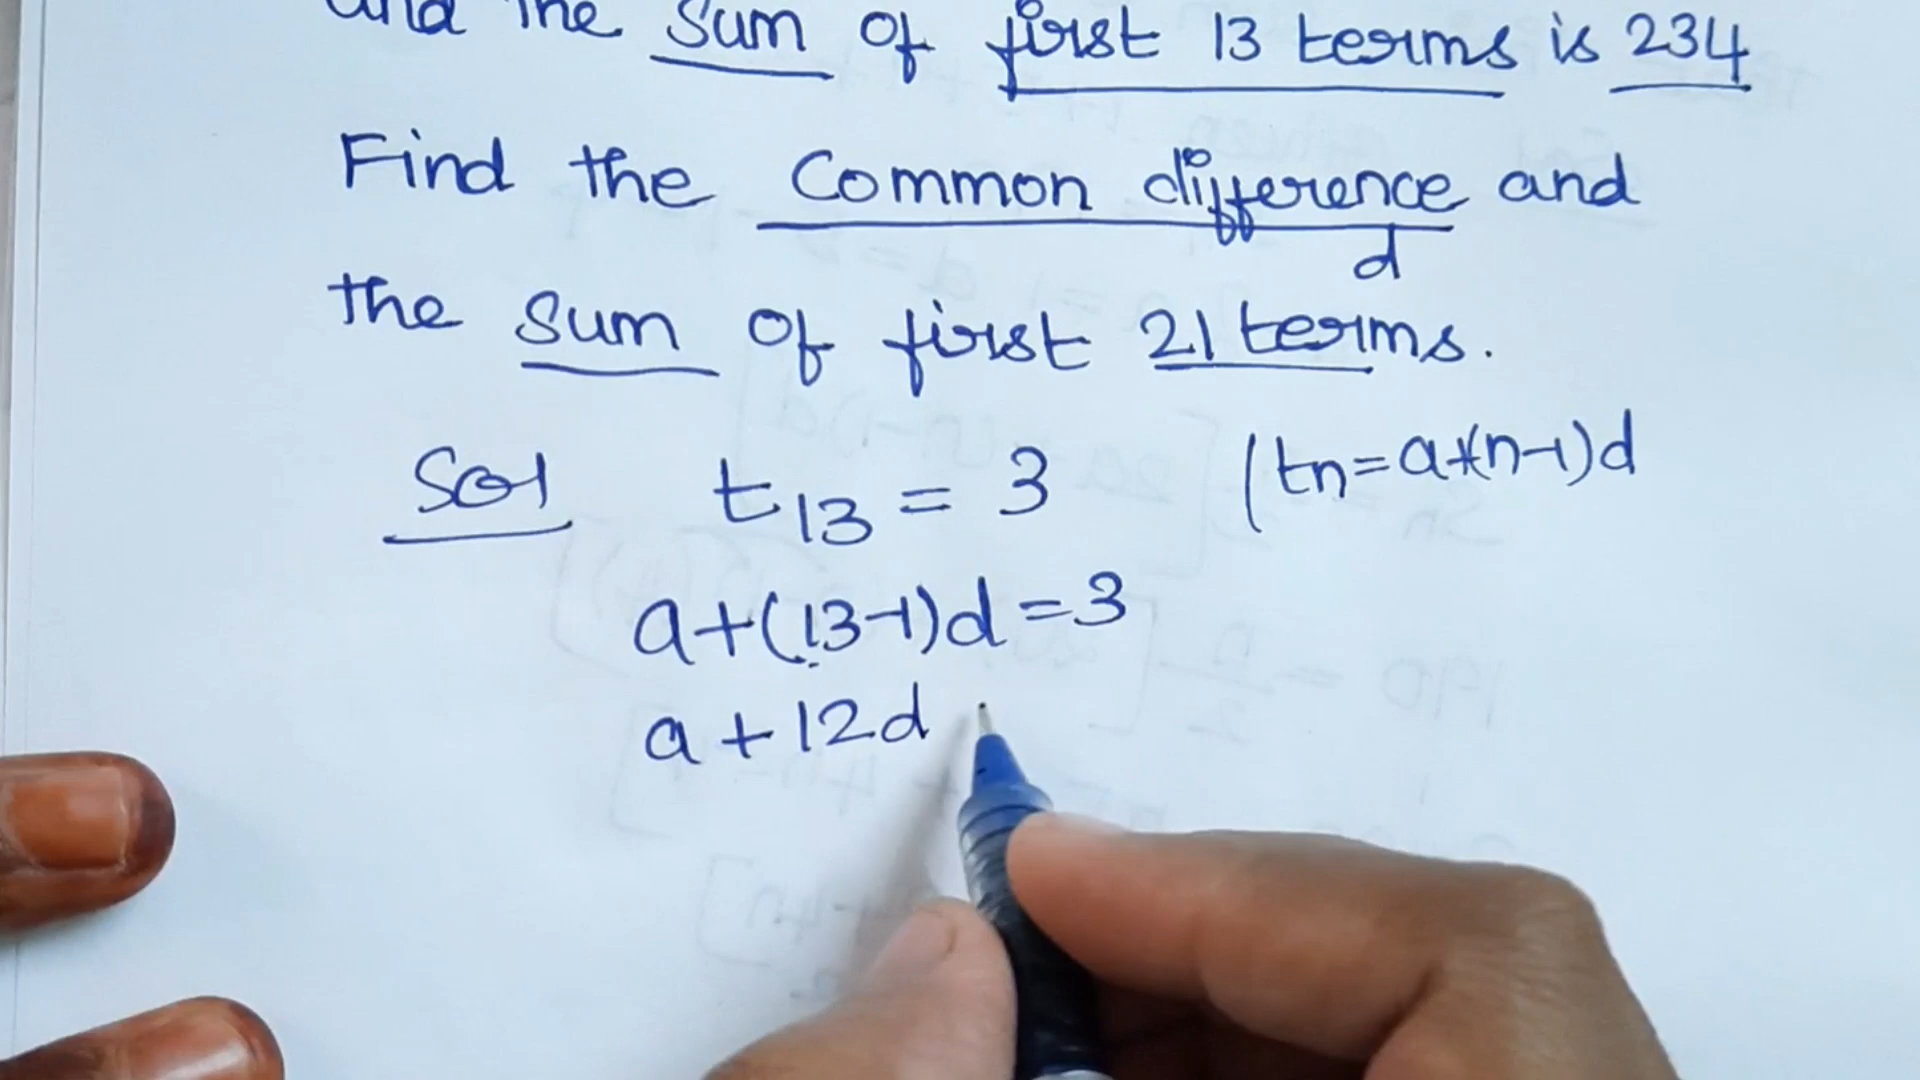 and the sum of first 13 terms is 234
Find the Common difference and
d
the sum of first 21 terms.
Sol t13 = 3 (tn=a+(n-1)d
a+(13-1)d=3
a+12d